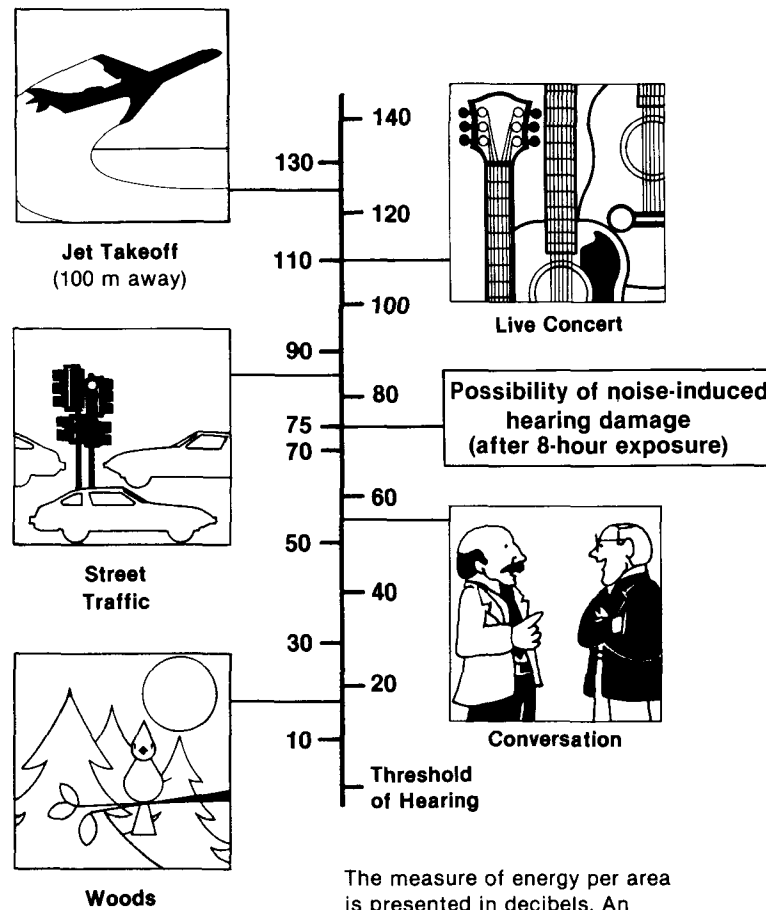 140
130
120
Jet Takeoff
(100 m away)
110
100
Live Concert
90
80
Possibility of noise-induced
hearing damage
(after 8-hour exposure)
75
70
60
50
Street
Traffic
40
30
20
10
Conversation
Threshold
of Hearing
Woods
The measure of energy per area
is presented in decibels. An